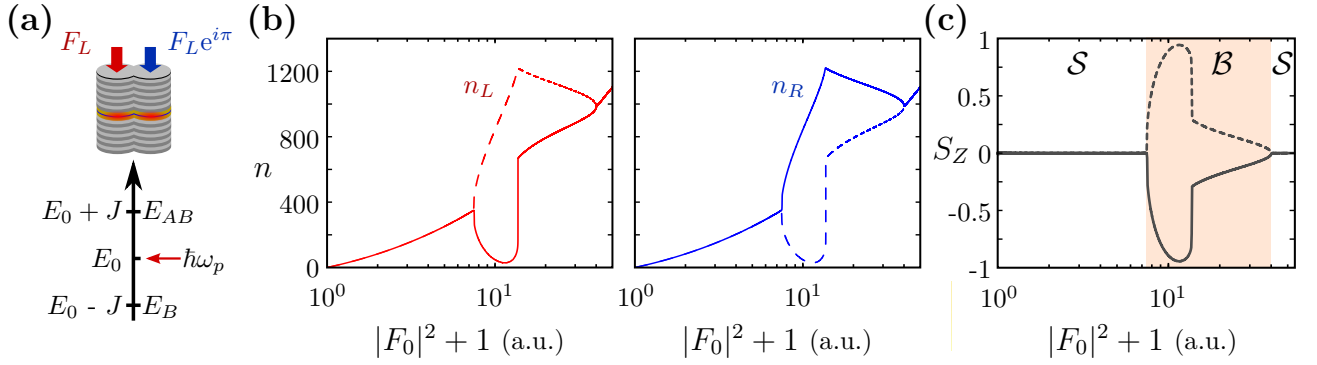 (a)
F_L F_L e^{iπ}
E_0 + J E_{AB}
E_0 ħω_p
E_0 - J E_B
(b)
n
1200
800
400
0
n_L
10^0 10^1
|F_0|^2 + 1 (a.u.)
n_R
10^0 10^1
|F_0|^2 + 1 (a.u.)
(c)
S_Z
1
0.5
0
-0.5
-1
S B S
10^0 10^1
|F_0|^2 + 1 (a.u.)